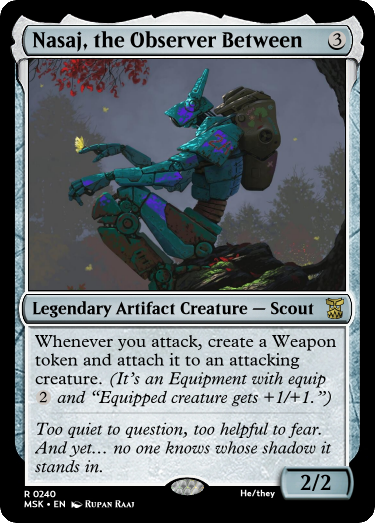 Nasaj, the Observer Between 3
Legendary Artifact Creature — Scout
Whenever you attack, create a Weapon
token and attach it to an attacking
creature. (It's an Equipment with equip
2 and “Equipped creature gets +1/+1.”)
Too quiet to question, too helpful to fear.
And yet… no one knows whose shadow it
stands in.
2/2
R 0240
MSK • EN Rupan Raaj
He/they